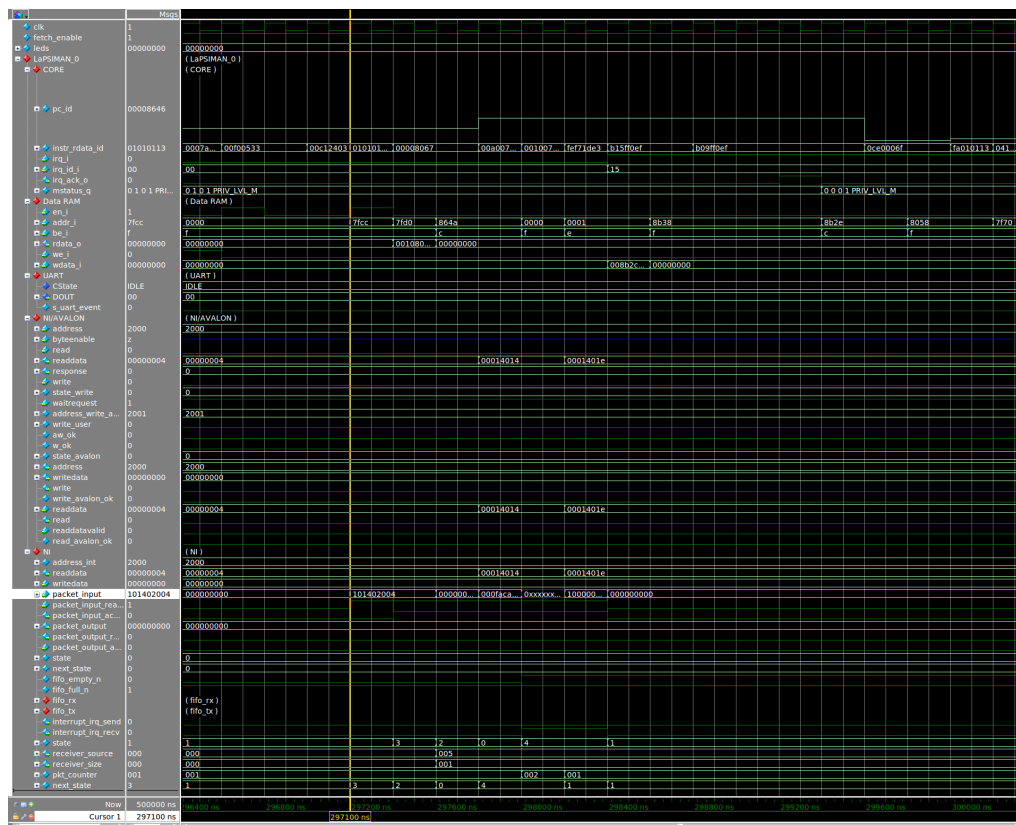 Msgs
clk 1
fetch_enable 1
leds 00000000 00000000
LaPSIMAN_0 ( LaPSIMAN_0 )
CORE ( CORE )
pc_id 00008646
instr_rdata_id 01010113 0007a... 00f00533 00c12403 010101... 00008067 00a007... 001007... fef71de3 b15ff0ef b09ff0ef 0ce0006f fa010113 041...
irq_i 0
irq_id_i 00 00 15
irq_ack_o 0
mstatus_q 0 1 0 1 PRI... 0 1 0 1 PRIV_LVL_M 0 0 0 1 PRIV_LVL_M
Data RAM ( Data RAM )
en_i 1
addr_i 7fcc 0000 7fcc 7fd0 864a 0000 0001 8b38 8b2e 8058 7f70
be_i f f c f e f c f
rdata_o 00000000 00000000 001080... 00000000
we_i 0
wdata_i 00000000 00000000 008b2c... 00000000
UART ( UART )
CState IDLE IDLE
DOUT 00 00
s_uart_event 0
NI/AVALON ( NI/AVALON )
address 2000 2000
byteenable z
read 0
readdata 00000004 00000004 00014014 0001401e
response 0 0
write 0
state_write 0 0
waitrequest 1
address_write_a... 2001 2001
write_user 0
aw_ok 0
w_ok 0
state_avalon 0 0
address 2000 2000
writedata 00000000 00000000
write 0
write_avalon_ok 0
readdata 00000004 00000004 00014014 0001401e
read 0
readdatavalid 0
read_avalon_ok 0
NI ( NI )
address_int 2000 2000
readdata 00000004 00000004 00014014 0001401e
writedata 00000000 00000000
packet_input 101402004 000000000 101402004 000000... 000faca... 0xxxxxx... 100000... 000000000
packet_input_rea... 1
packet_input_ac... 0
packet_output 000000000 000000000
packet_output_r... 0
packet_output_a... 0
state 0 0
next_state 0 0
fifo_empty_n 0
fifo_full_n 1
fifo_rx ( fifo_rx )
fifo_tx ( fifo_tx )
interrupt_irq_send 0
interrupt_irq_recv 0
state 1 1 3 2 0 4 1
receiver_source 000 000 005
receiver_size 000 000 001
pkt_counter 001 001 002 001
next_state 3 1 3 2 0 4 1 1
Now 500000 ns 296400 ns 296800 ns 297200 ns 297600 ns 298000 ns 298400 ns 298800 ns 299200 ns 299600 ns 300000 ns
Cursor 1 297100 ns 297100 ns